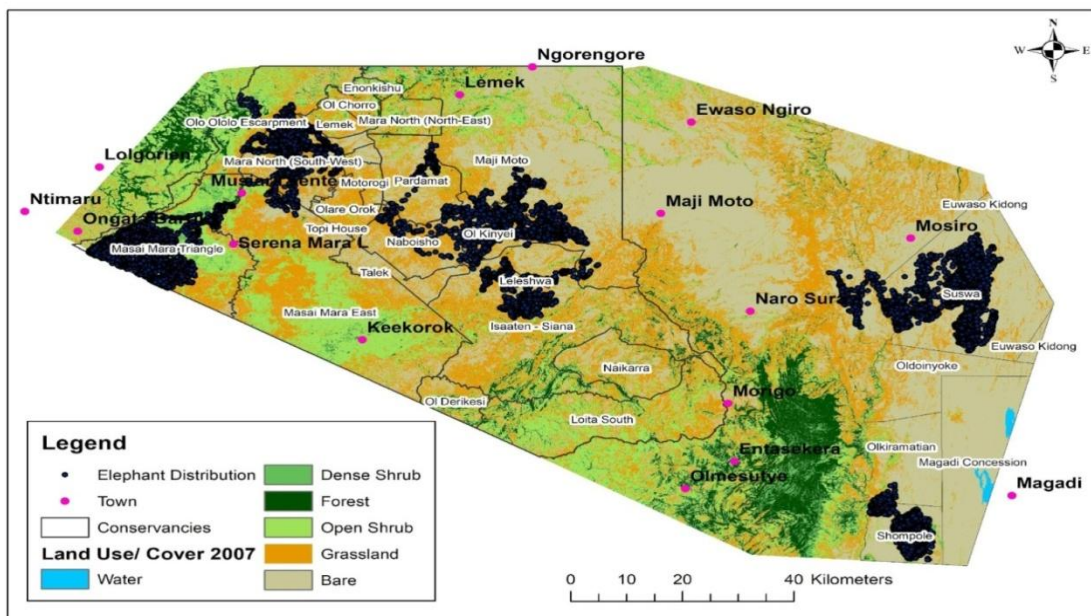 N
W E
S
Ngorengore
Lemek
Enonkishu
Ol Chorro
Ewaso Ngiro
Olo Ololo Escarpment
Lemek
Mara North (North-East)
Lolgorien
Mara North (South-West)
Maji Moto
Motorogi
Pardamat
Ntimaru
Olare Orok
Maji Moto
Euwaso Kidong
Topi House
Ol Kinyei
Mosiro
Masai Mara Triangle
Serena Mara L
Naboisho
Talek
Leleshwa
Suswa
Masai Mara East
Naro Sura
Isaaten - Siana
Keekorok
Euwaso Kidong
Naikarra
Oldoinyoke
Ol Derikesi
Morigo
Loita South
Olkiramatian
Entasekera
Magadi Concession
Olmesutye
Magadi
Shompole
Legend
Elephant Distribution
Town
Conservancies
Land Use/ Cover 2007
Water
Dense Shrub
Forest
Open Shrub
Grassland
Bare
0 10 20 40 Kilometers